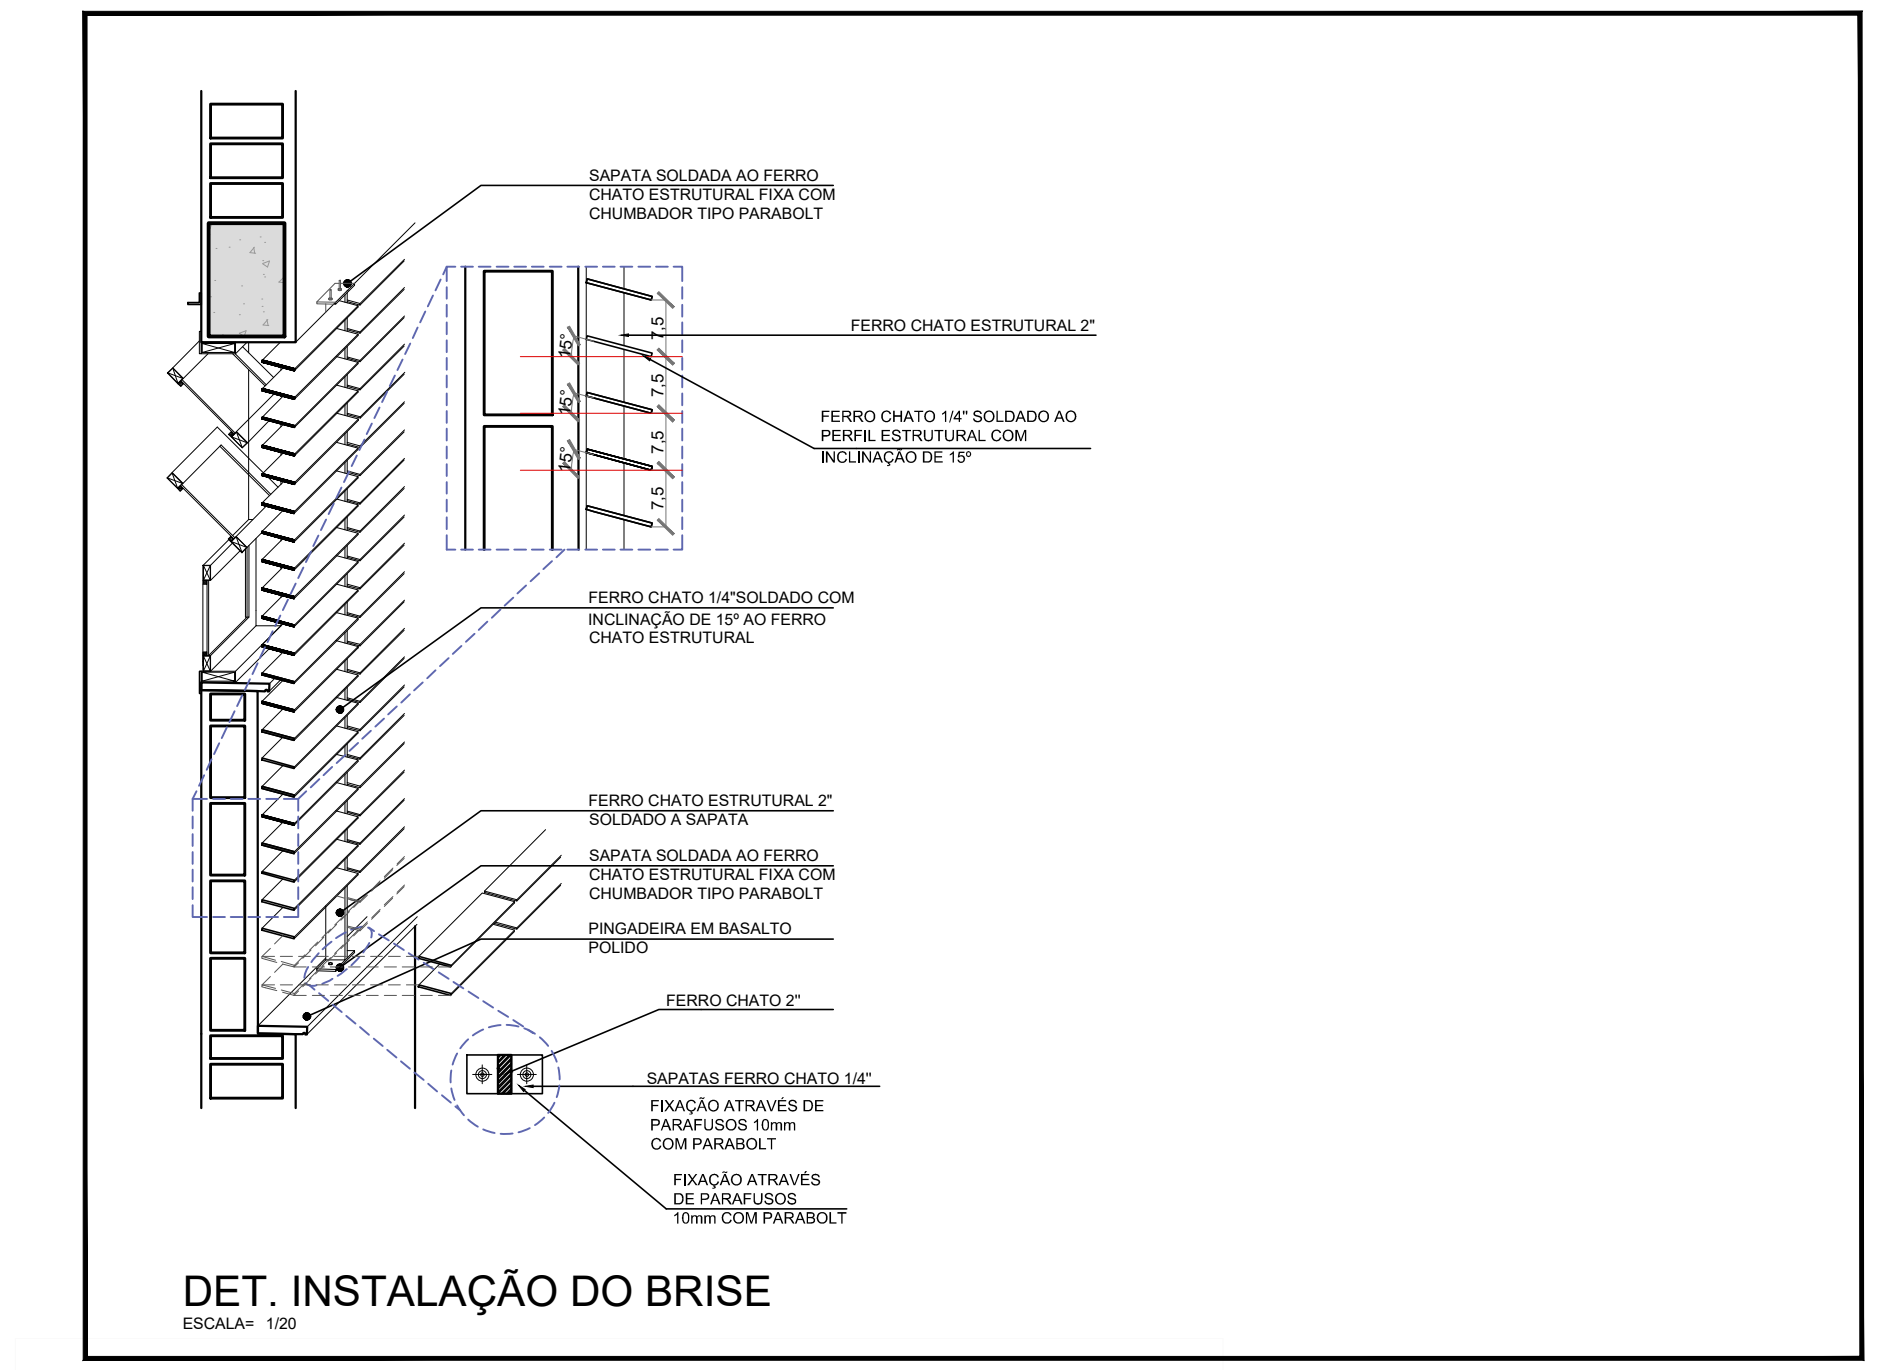 SAPATA SOLDADA AO FERRO
CHATO ESTRUTURAL FIXA COM
CHUMBADOR TIPO PARABOLT
FERRO CHATO ESTRUTURAL 2"
7,5
15°
7,5
15°
7,5
15°
7,5
FERRO CHATO 1/4" SOLDADO AO
PERFIL ESTRUTURAL COM
INCLINAÇÃO DE 15º
FERRO CHATO 1/4"SOLDADO COM
INCLINAÇÃO DE 15º AO FERRO
CHATO ESTRUTURAL
FERRO CHATO ESTRUTURAL 2"
SOLDADO A SAPATA
SAPATA SOLDADA AO FERRO
CHATO ESTRUTURAL FIXA COM
CHUMBADOR TIPO PARABOLT
PINGADEIRA EM BASALTO
POLIDO
FERRO CHATO 2"
SAPATAS FERRO CHATO 1/4"
FIXAÇÃO ATRAVÉS DE
PARAFUSOS 10mm
COM PARABOLT
FIXAÇÃO ATRAVÉS
DE PARAFUSOS
10mm COM PARABOLT
DET. INSTALAÇÃO DO BRISE
ESCALA= 1/20